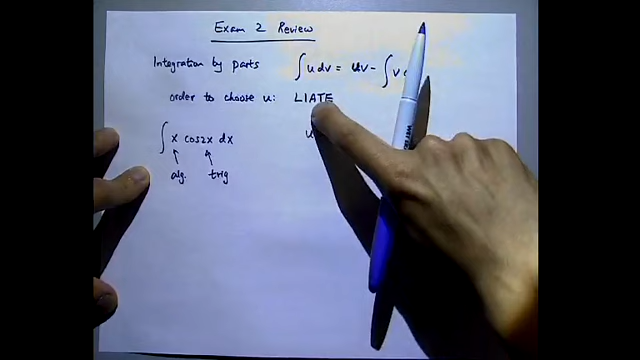 Exam 2 Review
Integration by parts ∫ u dv = uv - ∫ v
order to choose u: LIATE
∫ x cos2x dx u
alg. trig